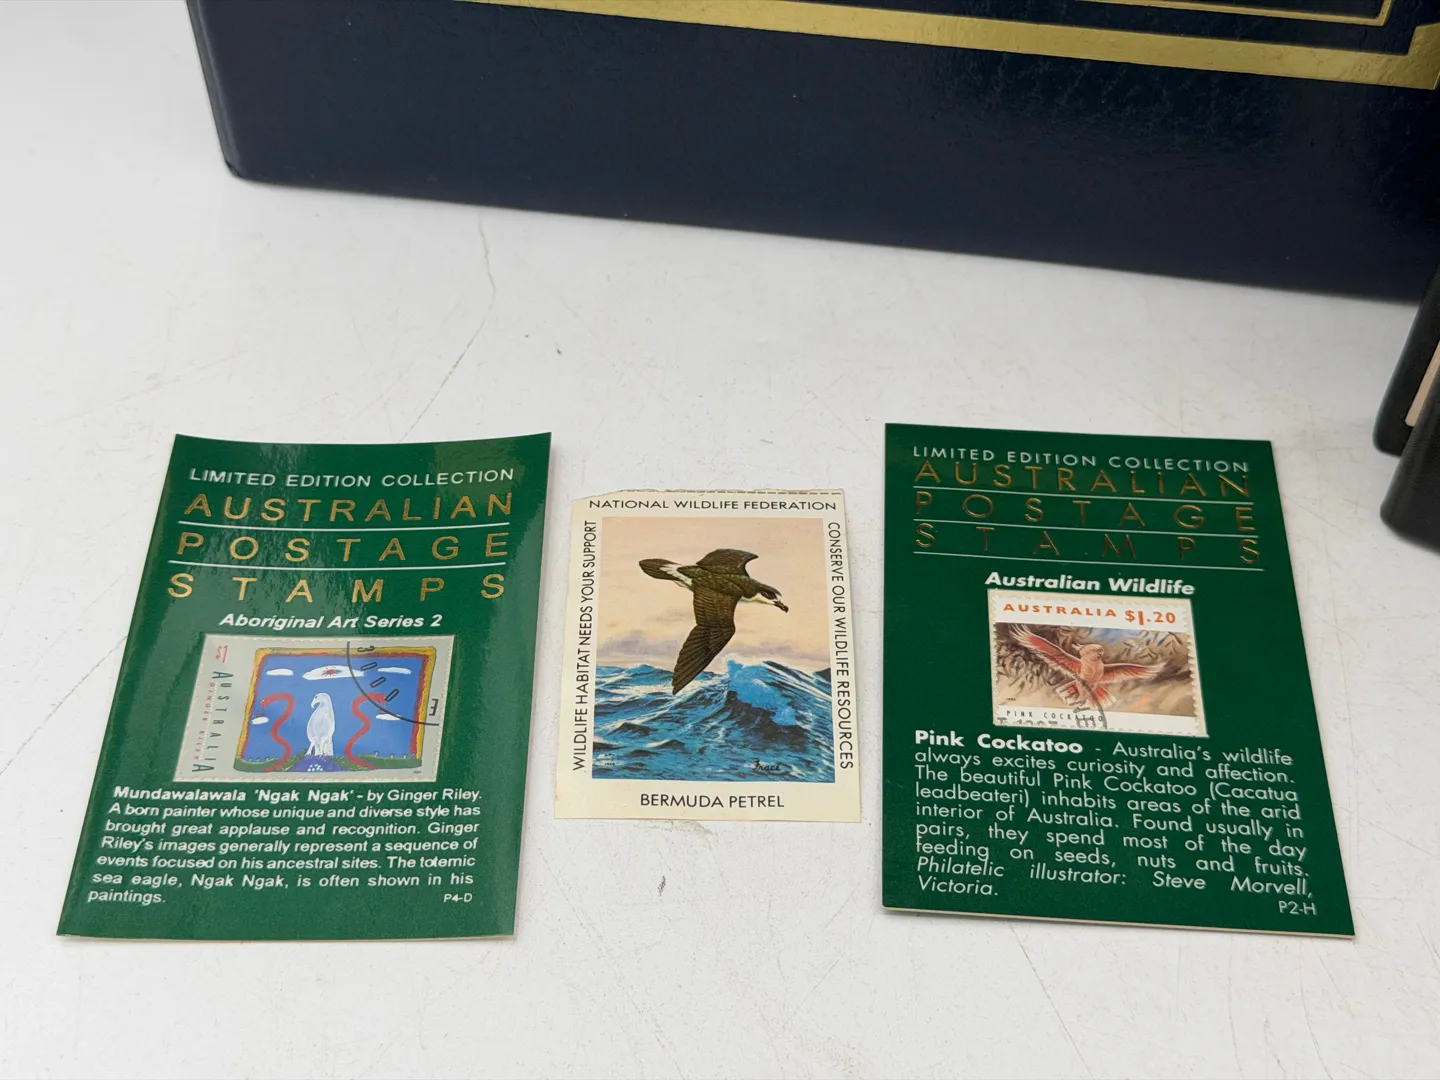 LIMITED EDITION COLLECTION
AUSTRALIAN
POSTAGE
STAMPS
Aboriginal Art Series 2
$1
AUSTRALIA
GINGER RILEY
3000
Mundawalawala 'Ngak Ngak' - by Ginger Riley.
A born painter whose unique and diverse style has
brought great applause and recognition. Ginger
Riley's images generally represent a sequence of
events focused on his ancestral sites. The totemic
sea eagle, Ngak Ngak, is often shown in his
paintings.
P4-D
NATIONAL WILDLIFE FEDERATION
WILDLIFE HABITAT NEEDS YOUR SUPPORT
CONSERVE OUR WILDLIFE RESOURCES
BERMUDA PETREL
LIMITED EDITION COLLECTION
AUSTRALIAN
POSTAGE
STAMPS
Australian Wildlife
AUSTRALIA $1.20
PINK COCKATOO
Pink Cockatoo - Australia's wildlife
always excites curiosity and affection.
The beautiful Pink Cockatoo (Cacatua
leadbeateri) inhabits areas of the arid
interior of Australia. Found usually in
pairs, they spend most of the day
feeding on seeds, nuts and fruits.
Philatelic illustrator: Steve Morvell,
Victoria.
P2-H